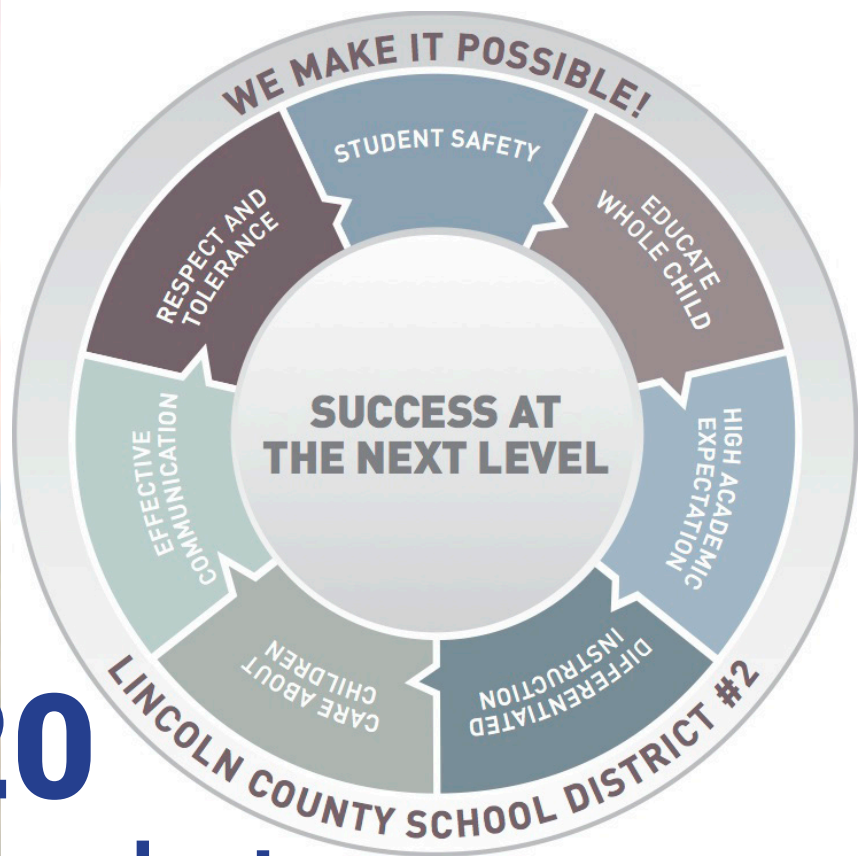 WE MAKE IT POSSIBLE!
STUDENT SAFETY
EDUCATE
WHOLE CHILD
HIGH ACADEMIC
EXPECTATION
DIFFERENTIATED
INSTRUCTION
CARE ABOUT
CHILDREN
EFFECTIVE
COMMUNICATION
RESPECT AND
TOLERANCE
SUCCESS AT
THE NEXT LEVEL
LINCOLN COUNTY SCHOOL DISTRICT #2